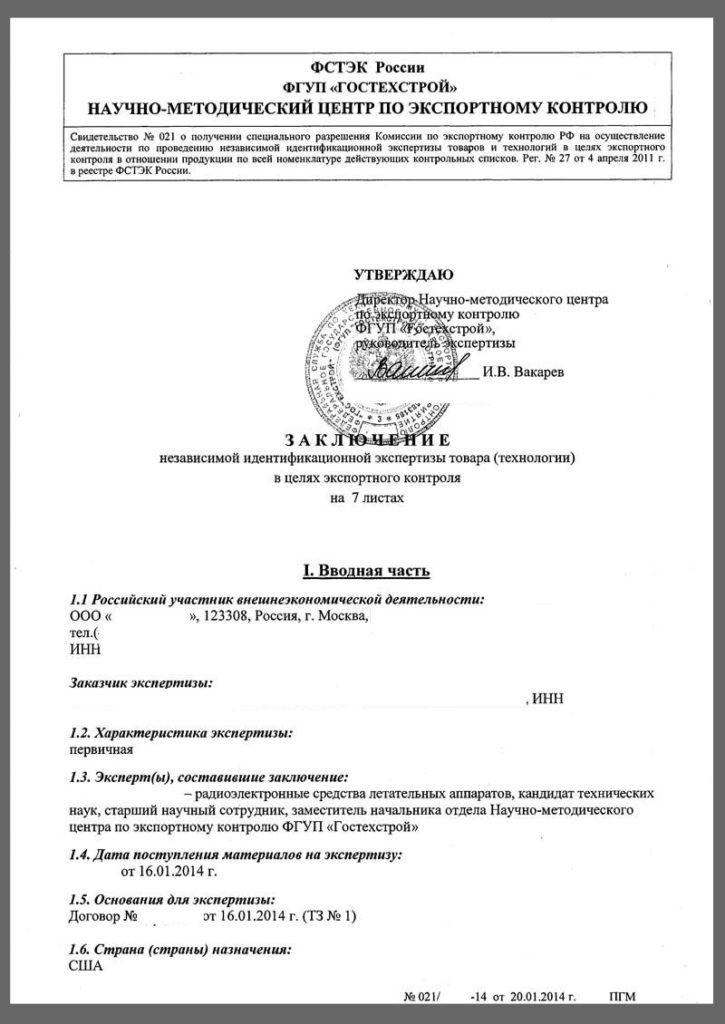 ФСТЭК России
ФГУП «ГОСТЕХСТРОЙ»
НАУЧНО-МЕТОДИЧЕСКИЙ ЦЕНТР ПО ЭКСПОРТНОМУ КОНТРОЛЮ
Свидетельство № 021 о получении специального разрешения Комиссии по экспортному контролю РФ на осуществление
деятельности по проведению независимой идентификационной экспертизы товаров и технологий в целях экспортного
контроля в отношении продукции по всей номенклатуре действующих контрольных списков. Рег. № 27 от 4 апреля 2011 г.
в реестре ФСТЭК России.
УТВЕРЖДАЮ
Директор Научно-методического центра
по экспортному контролю
ФГУП «Гостехстрой»,
руководитель экспертизы
И.В. Вакарев
ЗАКЛЮЧЕНИЕ
независимой идентификационной экспертизы товара (технологии)
в целях экспортного контроля
на 7 листах
I. Вводная часть
1.1 Российский участник внешнеэкономической деятельности:
ООО « », 123308, Россия, г. Москва,
тел.(
ИНН
Заказчик экспертизы:
, ИНН
1.2. Характеристика экспертизы:
первичная
1.3. Эксперт(ы), составившие заключение:
– радиоэлектронные средства летательных аппаратов, кандидат технических
наук, старший научный сотрудник, заместитель начальника отдела Научно-методического
центра по экспортному контролю ФГУП «Гостехстрой»
1.4. Дата поступления материалов на экспертизу:
от 16.01.2014 г.
1.5. Основания для экспертизы:
Договор № от 16.01.2014 г. (ТЗ № 1)
1.6. Страна (страны) назначения:
США
№ 021/ -14 от 20.01.2014 г. ПГМ